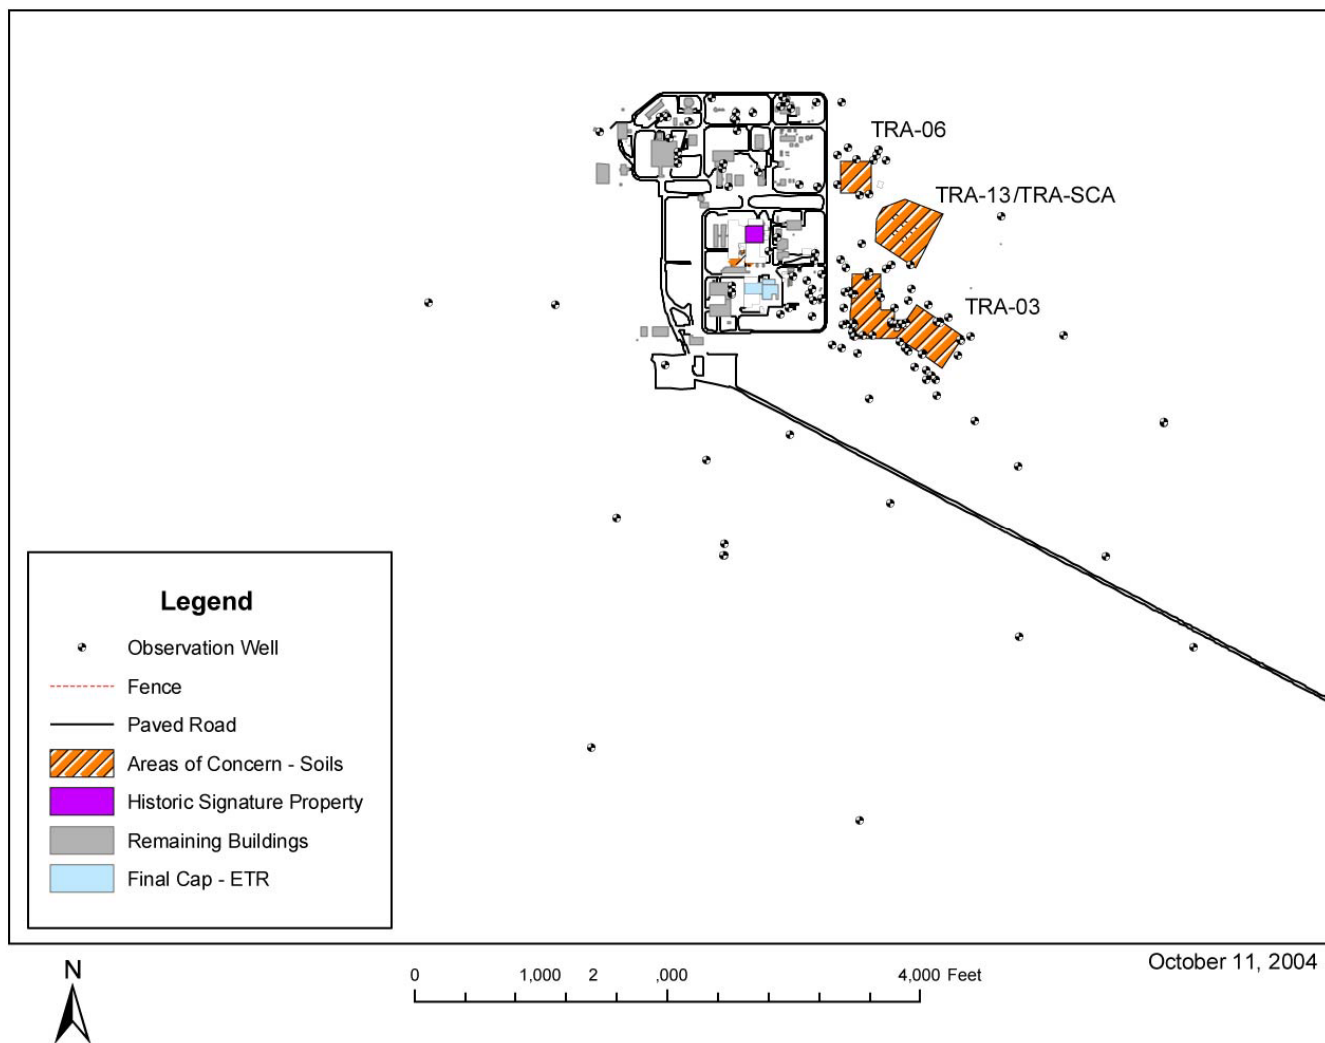 TRA-06
TRA-13/TRA-SCA
TRA-03
Legend
Observation Well
Fence
Paved Road
Areas of Concern - Soils
Historic Signature Property
Remaining Buildings
Final Cap - ETR
October 11, 2004
N
0 1,000 2 ,000 4,000 Feet